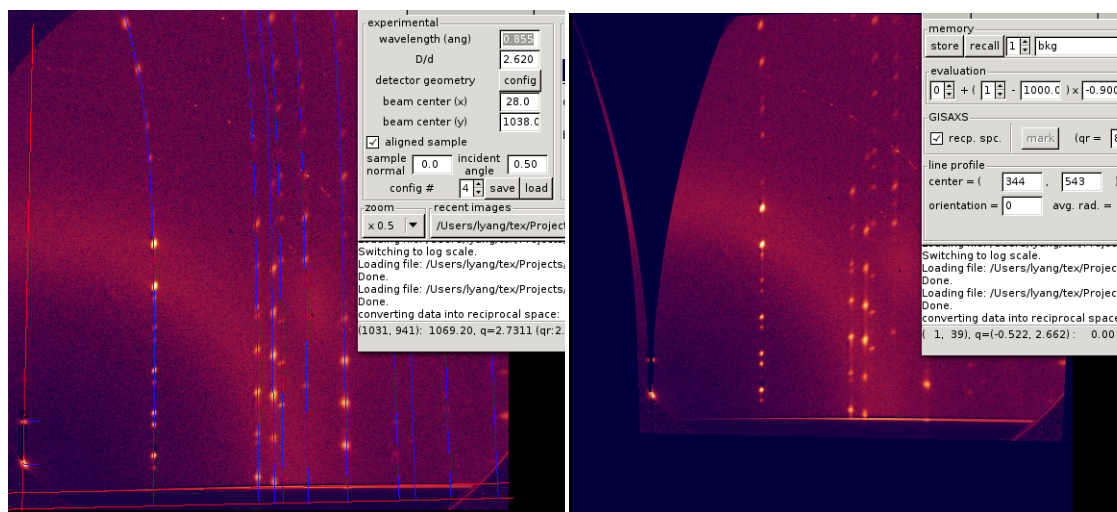 experimental
wavelength (ang) 0.855
D/d 2.620
detector geometry config
beam center (x) 28.0
beam center (y) 1038.0
aligned sample
sample normal 0.0 incident angle 0.50
config # 4 save load
zoom recent images
x 0.5 /Users/lyang/tex/Project
Switching to log scale.
Loading file: /Users/lyang/tex/Projects/
Done.
Loading file: /Users/lyang/tex/Projects/
Done.
converting data into reciprocal space:
(1031, 941): 1069.20, q=2.7311 (qr:2.
memory
store recall 1 bkg
evaluation
0 + ( 1 - 1000.0 ) x -0.900
GISAXS
recp. spc. mark (qr =
line profile
center = ( 344 , 543 )
orientation = 0 avg. rad. =
Switching to log scale.
Loading file: /Users/lyang/tex/Projec
Done.
Loading file: /Users/lyang/tex/Projec
Done.
converting data into reciprocal space
( 1, 39), q=(-0.522, 2.662) : 0.00